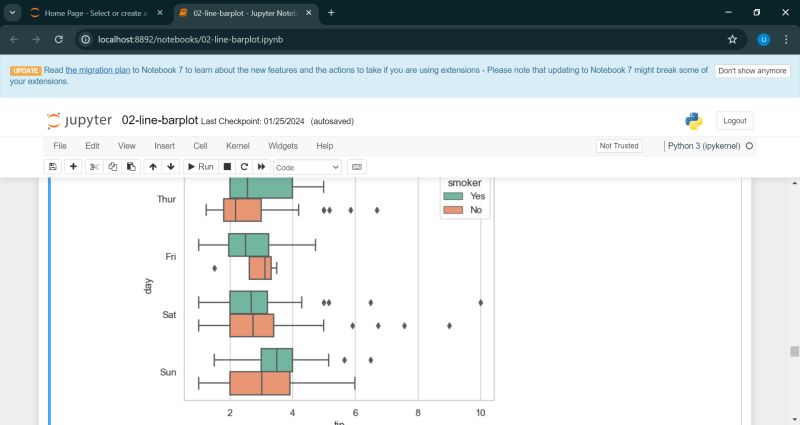 Home Page - Select or create a
02-line-barplot - Jupyter Noteb
localhost:8892/notebooks/02-line-barplot.ipynb
U
UPDATE Read the migration plan to Notebook 7 to learn about the new features and the actions to take if you are using extensions - Please note that updating to Notebook 7 might break some of
your extensions.
Don't show anymore
jupyter 02-line-barplot Last Checkpoint: 01/25/2024 (autosaved)
Logout
File Edit View Insert Cell Kernel Widgets Help
Not Trusted
Python 3 (ipykernel)
Run
Code
smoker
Yes
No
Thur
Fri
Sat
Sun
day
2 4 6 8 10
tip